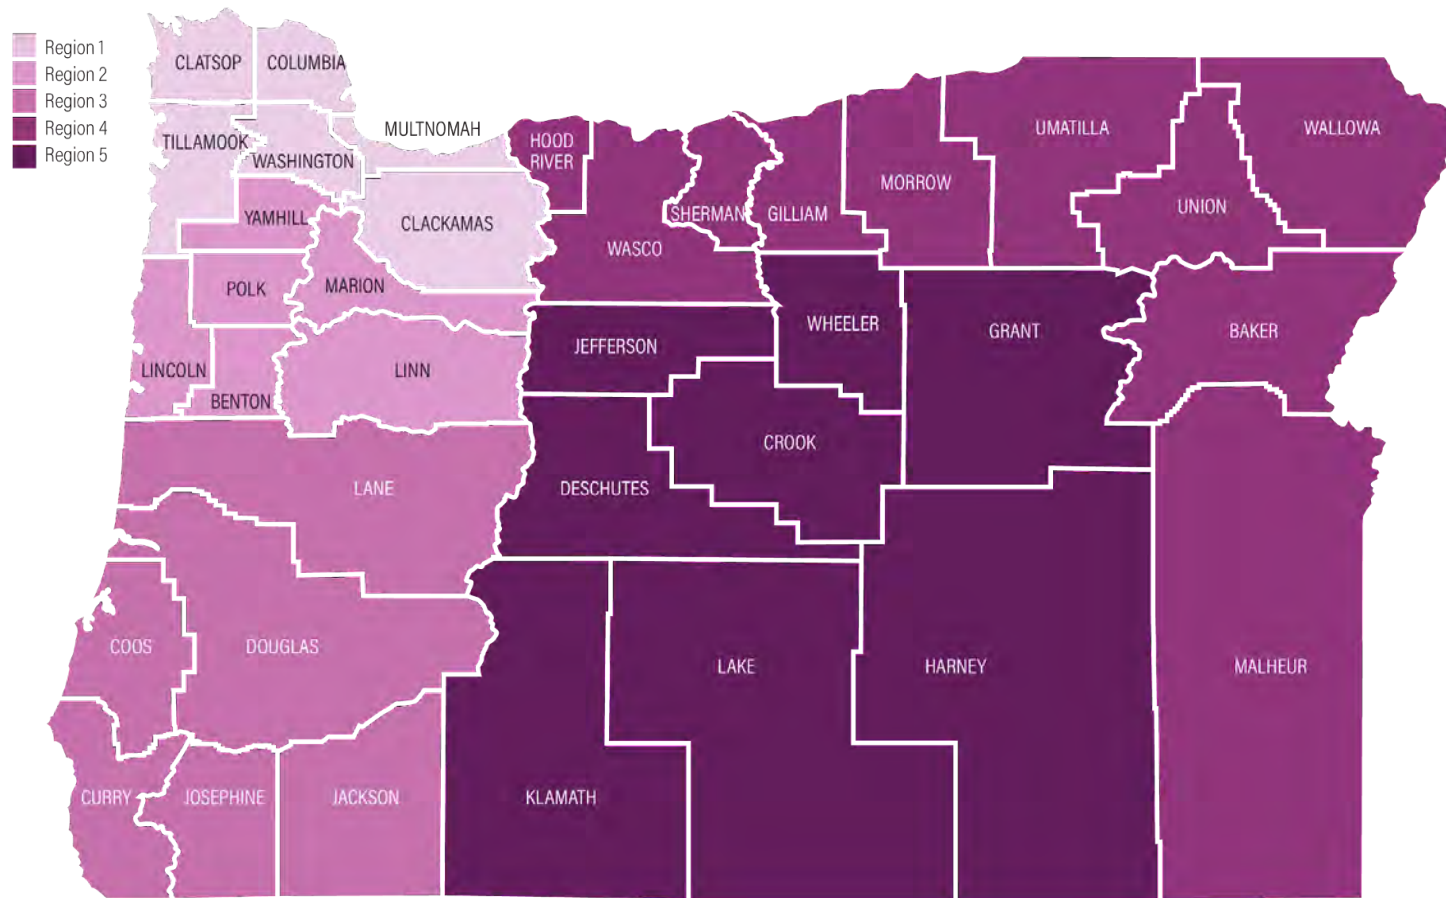 Region 1
Region 2
Region 3
Region 4
Region 5
CLATSOP
COLUMBIA
TILLAMOOK
WASHINGTON
MULTNOMAH
HOOD
RIVER
UMATILLA
WALLOWA
MORROW
UNION
YAMHILL
CLACKAMAS
SHERMAN
GILLIAM
WASCO
POLK
MARION
WHEELER
GRANT
BAKER
JEFFERSON
LINCOLN
LINN
BENTON
CROOK
LANE
DESCHUTES
COOS
DOUGLAS
LAKE
HARNEY
MALHEUR
CURRY
JOSEPHINE
JACKSON
KLAMATH